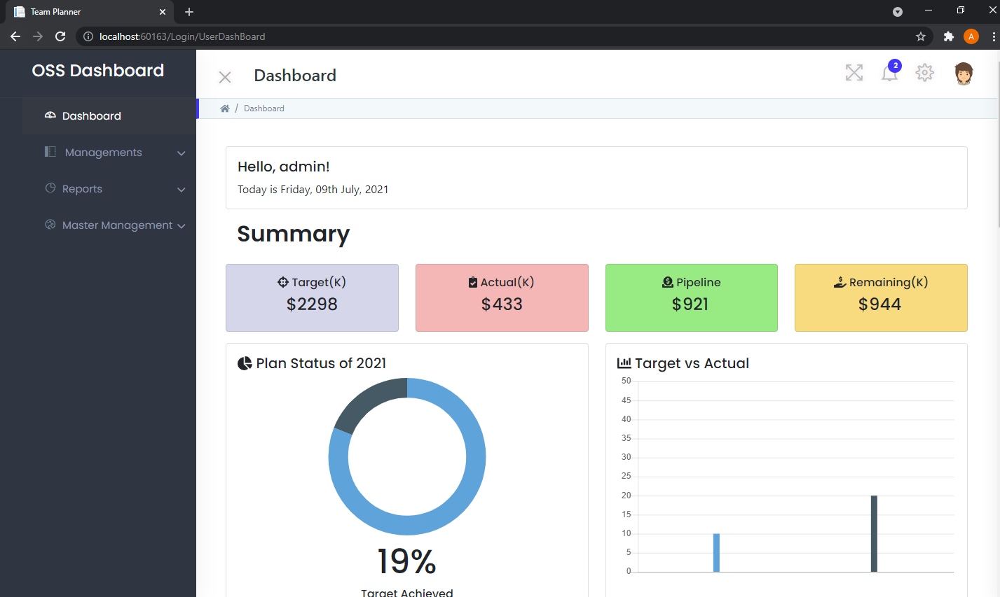 Team Planner
localhost:60163/Login/UserDashBoard
A
OSS Dashboard
Dashboard
Managements
Reports
Master Management
Dashboard
2
/ Dashboard
Hello, admin!
Today is Friday, 09th July, 2021
Summary
Target(K)
$2298
Actual(K)
$433
Pipeline
$921
Remaining(K)
$944
Plan Status of 2021
19%
Target Achieved
Target vs Actual
50
45
40
35
30
25
20
15
10
5
0